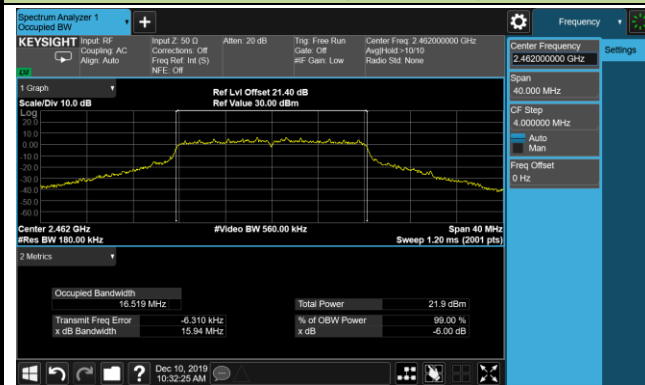 Spectrum Analyzer 1
Occupied BW
+
Frequency
KEYSIGHT
Input: RF
Coupling: AC
Align: Auto
Input Z: 50 Ω
Corrections: Off
Freq Ref: Int (S)
NFE: Off
Atten: 20 dB
Trig: Free Run
Gate: Off
#IF Gain: Low
Center Freq: 2.462000000 GHz
Avg|Hold:>10/10
Radio Std: None
Center Frequency
2.462000000 GHz
Settings
Span
40.000 MHz
CF Step
4.000000 MHz
Auto
Man
Freq Offset
0 Hz
1 Graph
Scale/Div 10.0 dB
Ref Lvl Offset 21.40 dB
Ref Value 30.00 dBm
Log
20.0
10.0
0.00
-10.0
-20.0
-30.0
-40.0
-50.0
-60.0
Center 2.462 GHz
#Res BW 180.00 kHz
#Video BW 560.00 kHz
Span 40 MHz
Sweep 1.20 ms (2001 pts)
2 Metrics
Occupied Bandwidth
16.519 MHz
Total Power 21.9 dBm
Transmit Freq Error -6.310 kHz
% of OBW Power 99.00 %
x dB Bandwidth 15.94 MHz
x dB -6.00 dB
?
Dec 10, 2019
10:32:25 AM